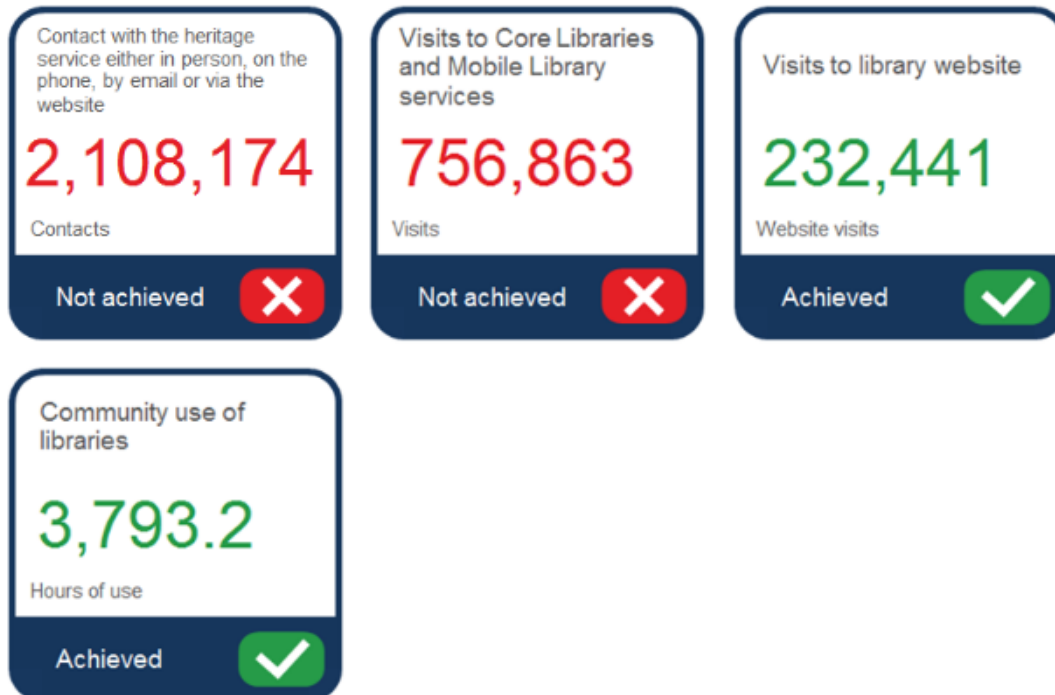 Contact with the heritage
service either in person, on the
phone, by email or via the
website
2,108,174
Contacts
Not achieved
Visits to Core Libraries
and Mobile Library
services
756,863
Visits
Not achieved
Visits to library website
232,441
Website visits
Achieved
Community use of
libraries
3,793.2
Hours of use
Achieved